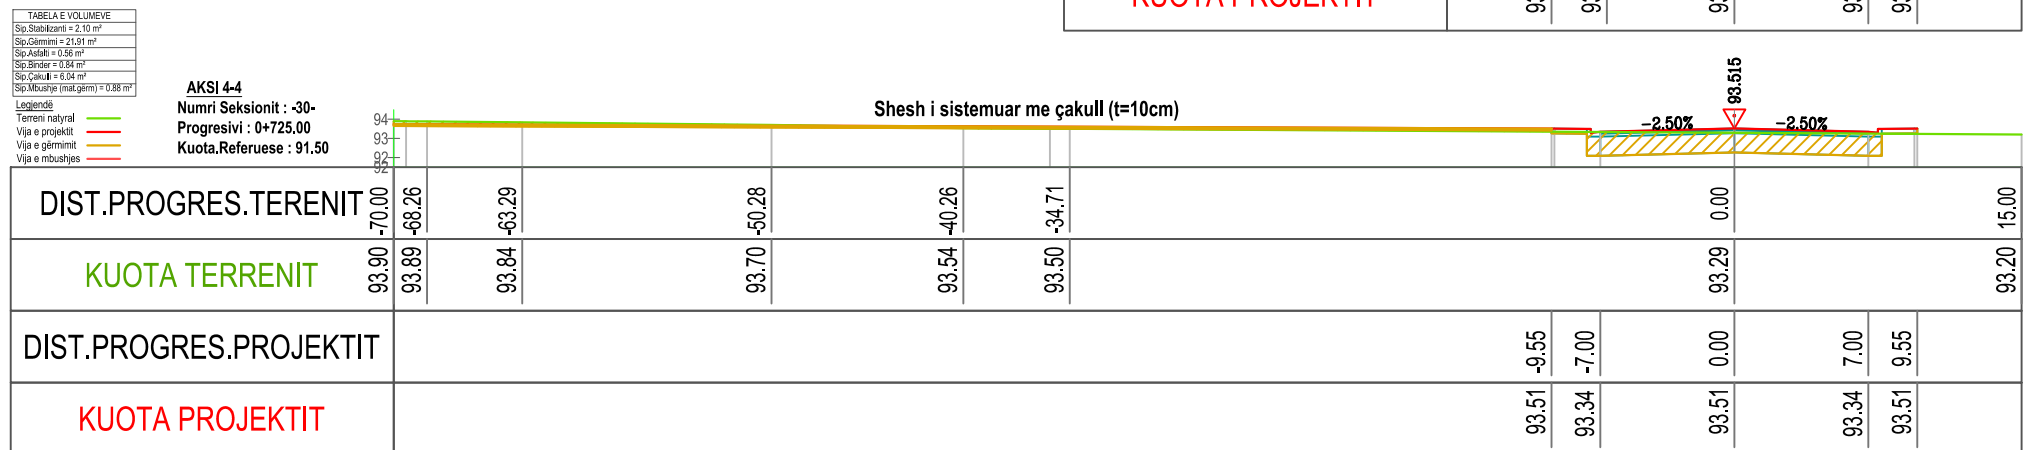 KUOTA PROJEKTIT
TABELA E VOLUMEVE
Sip.Stabilizanti = 2.10 m²
Sip.Gërmimi = 21.91 m²
Sip.Asfalti = 0.56 m²
Sip.Binder = 0.84 m²
Sip.Çakulli = 6.04 m²
Sip.Mbushje (mat.gërm) = 0.88 m²
Legjendë
Terreni natyral
Vija e projektit
Vija e gërmimit
Vija e mbushjes
AKSI 4-4
Numri Seksionit : -30-
Progresivi : 0+725.00
Kuota.Referuese : 91.50
94
93
92
92
Shesh i sistemuar me çakull (t=10cm)
−2.50%
93.515
−2.50%
DIST.PROGRES.TERENIT -70.00 -68.26 -63.29 -50.28 -40.26 -34.71 0.00 15.00
KUOTA TERRENIT 93.90 93.89 93.84 93.70 93.54 93.50 93.29 93.20
DIST.PROGRES.PROJEKTIT -9.55 -7.00 0.00 7.00 9.55
KUOTA PROJEKTIT 93.51 93.34 93.51 93.34 93.51